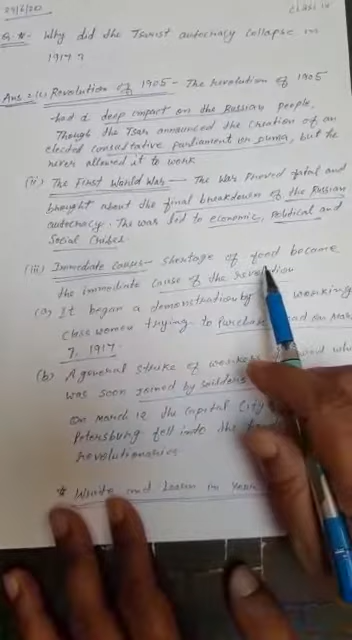 29/6/20 CLASS IX
Q.*- Why did the Tsarist autocracy collapse in
1917?
Ans:-(i) Revolution of 1905- The revolution of 1905
had a deep impact on the Russian people,
Though the Tsar announced the creation of an
elected consultative parliament or duma, but he
never allowed it to work
(ii) The First World War - The War proved fatal and
brought about the final breakdown of the Russian
autocracy. The was led to economic, political and
Social Crises.
(iii) Immediate Causes- shortage of food became
the immediate cause of the revolution
(a) It began a demonstration by working
Class women trying to Purchase on
7, 1917.
(b) A general strike of workers
was soon joined by soldiers
On March 12 the capital City
Petersburg fell into the
revolutionaries
* Write and Learn in Your